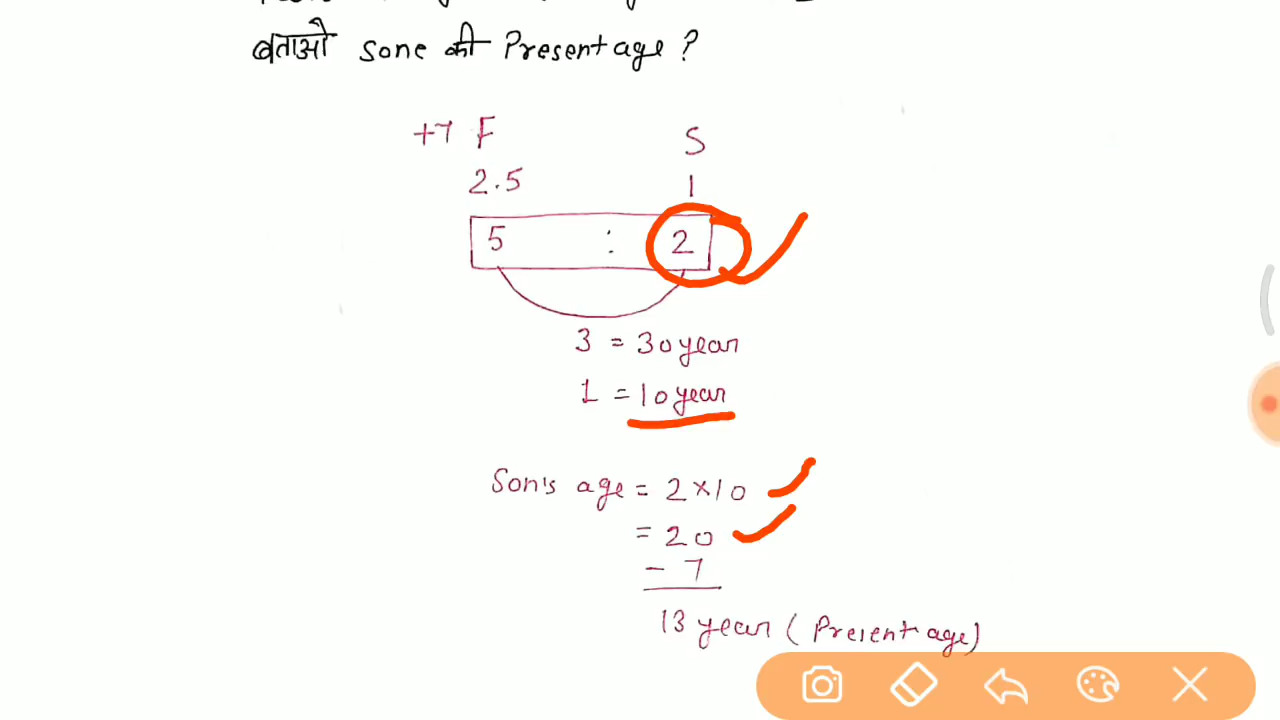 बताओ sone की Present age ?
+7 F S
2.5 1
5 : 2
3 = 30 year
1 = 10 year
Son's age = 2 × 10
= 20
- 7
13 year ( Present age)